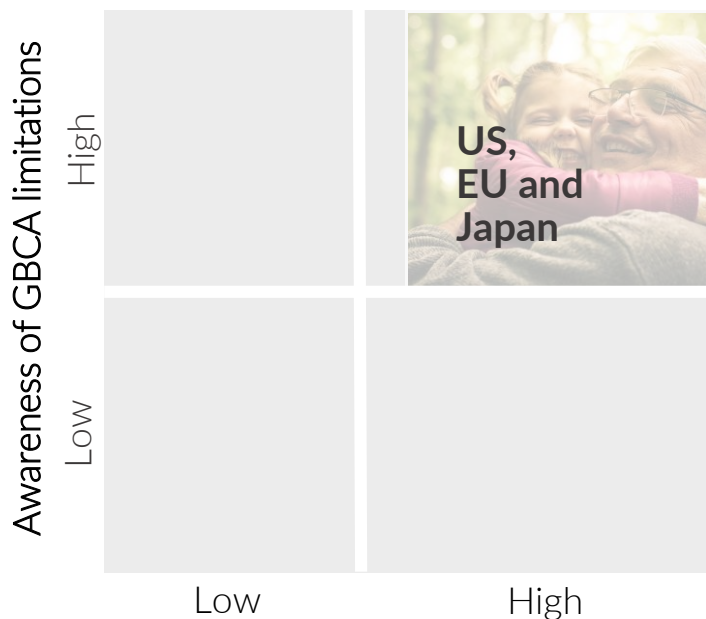 Awareness of GBCA limitations
High
US,
EU and
Japan
Low
Low
High